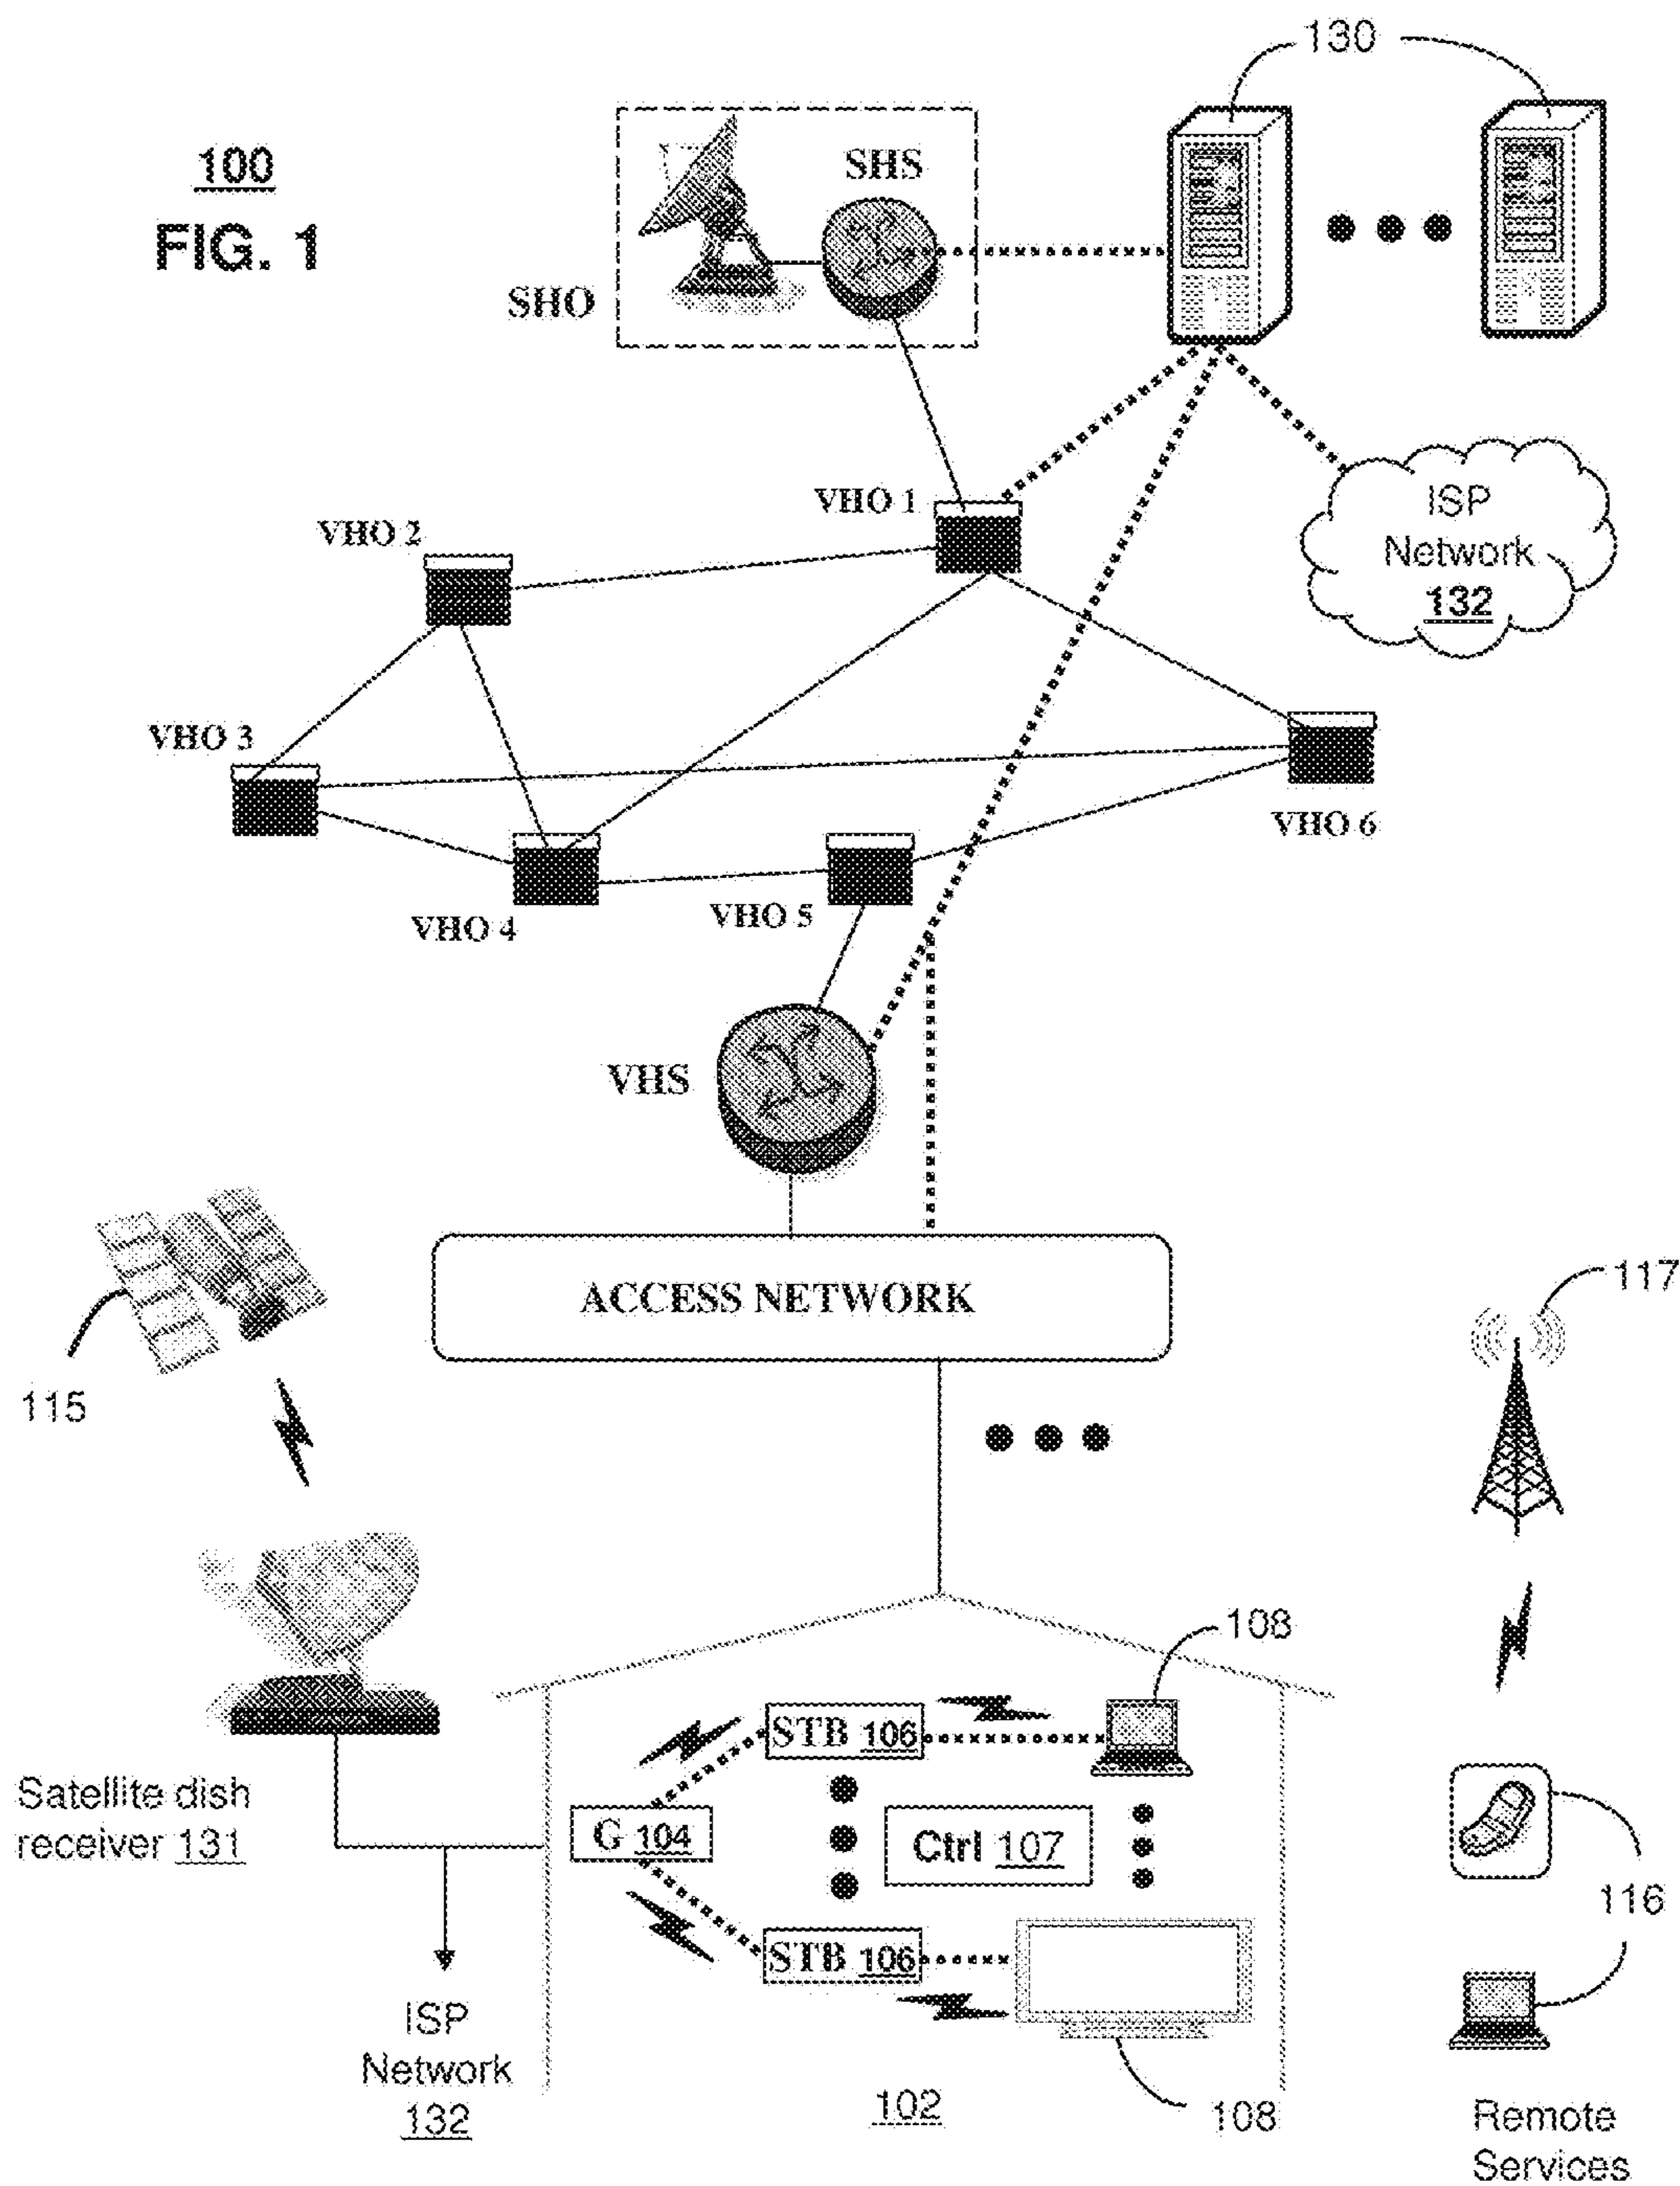 130
100
FIG. 1
SHS
SHO
ISP
Network
132
VHO 1
VHO 2
VHO 3
VHO 6
VHO 4
VHO 5
VHS
ACCESS NETWORK
117
115
108
STB 106
Satellite dish
receiver 131
G 104
Ctrl 107
116
STB 106
ISP
Network
132
102
108
Remote
Services